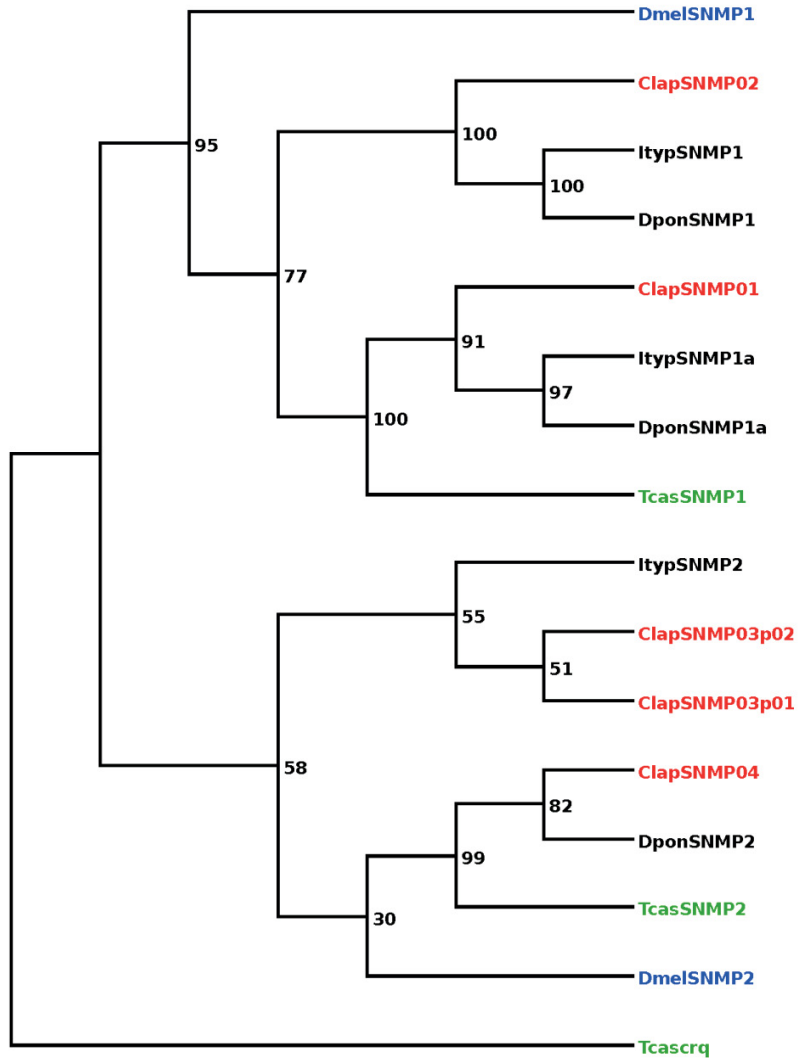 DmelSNMP1
ClapSNMP02
95
100
ItypSNMP1
100
DponSNMP1
77
ClapSNMP01
91
ItypSNMP1a
97
100
DponSNMP1a
TcasSNMP1
ItypSNMP2
55
ClapSNMP03p02
51
ClapSNMP03p01
58
ClapSNMP04
82
DponSNMP2
99
TcasSNMP2
30
DmelSNMP2
Tcascrq